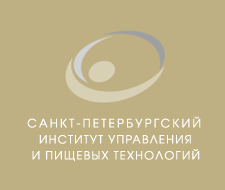 САНКТ-ПЕТЕРБУРГСКИЙ
ИНСТИТУТ УПРАВЛЕНИЯ
И ПИЩЕВЫХ ТЕХНОЛОГИЙ